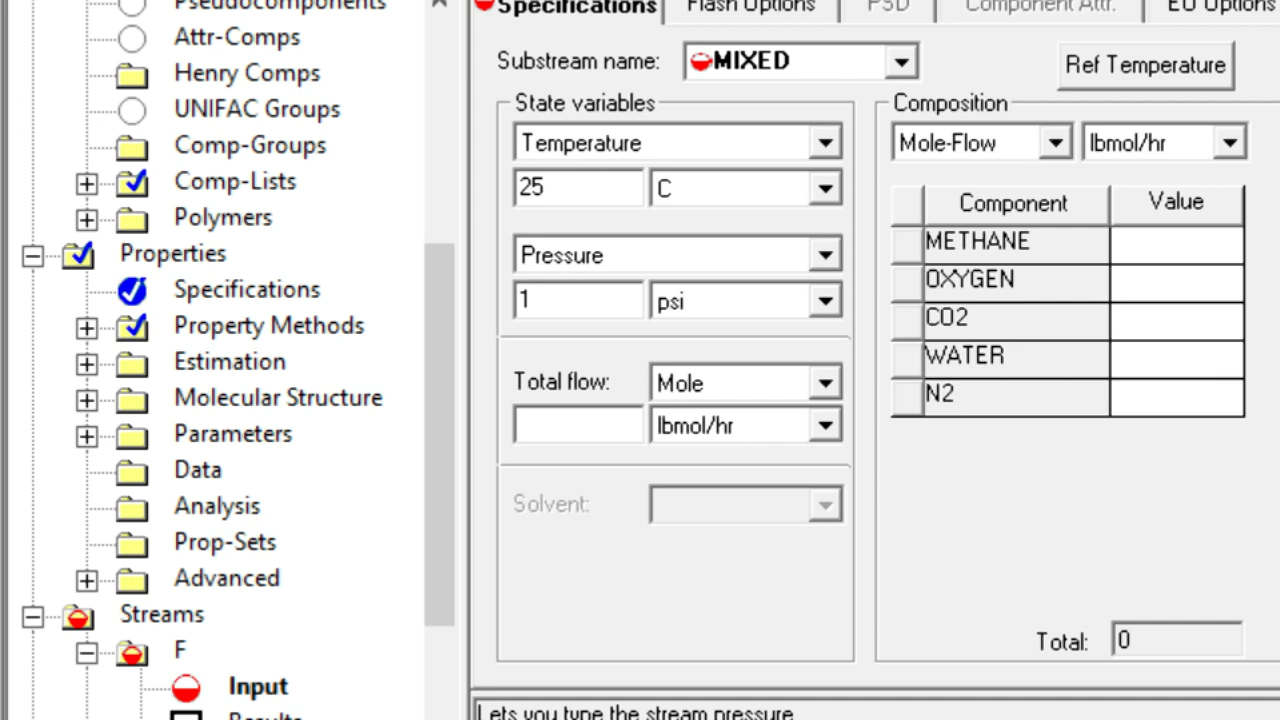 Pseudocomponents
Attr-Comps
Henry Comps
UNIFAC Groups
Comp-Groups
Comp-Lists
Polymers
Properties
Specifications
Property Methods
Estimation
Molecular Structure
Parameters
Data
Analysis
Prop-Sets
Advanced
Streams
F
Input
Results
Specifications Flash Options PSD Component Attr. EO Options
Substream name: MIXED Ref Temperature
State variables
Temperature
25 C
Pressure
1 psi
Total flow: Mole
lbmol/hr
Solvent:
Composition
Mole-Flow lbmol/hr
Component Value
METHANE
OXYGEN
CO2
WATER
N2
Total: 0
Lets you type the stream pressure